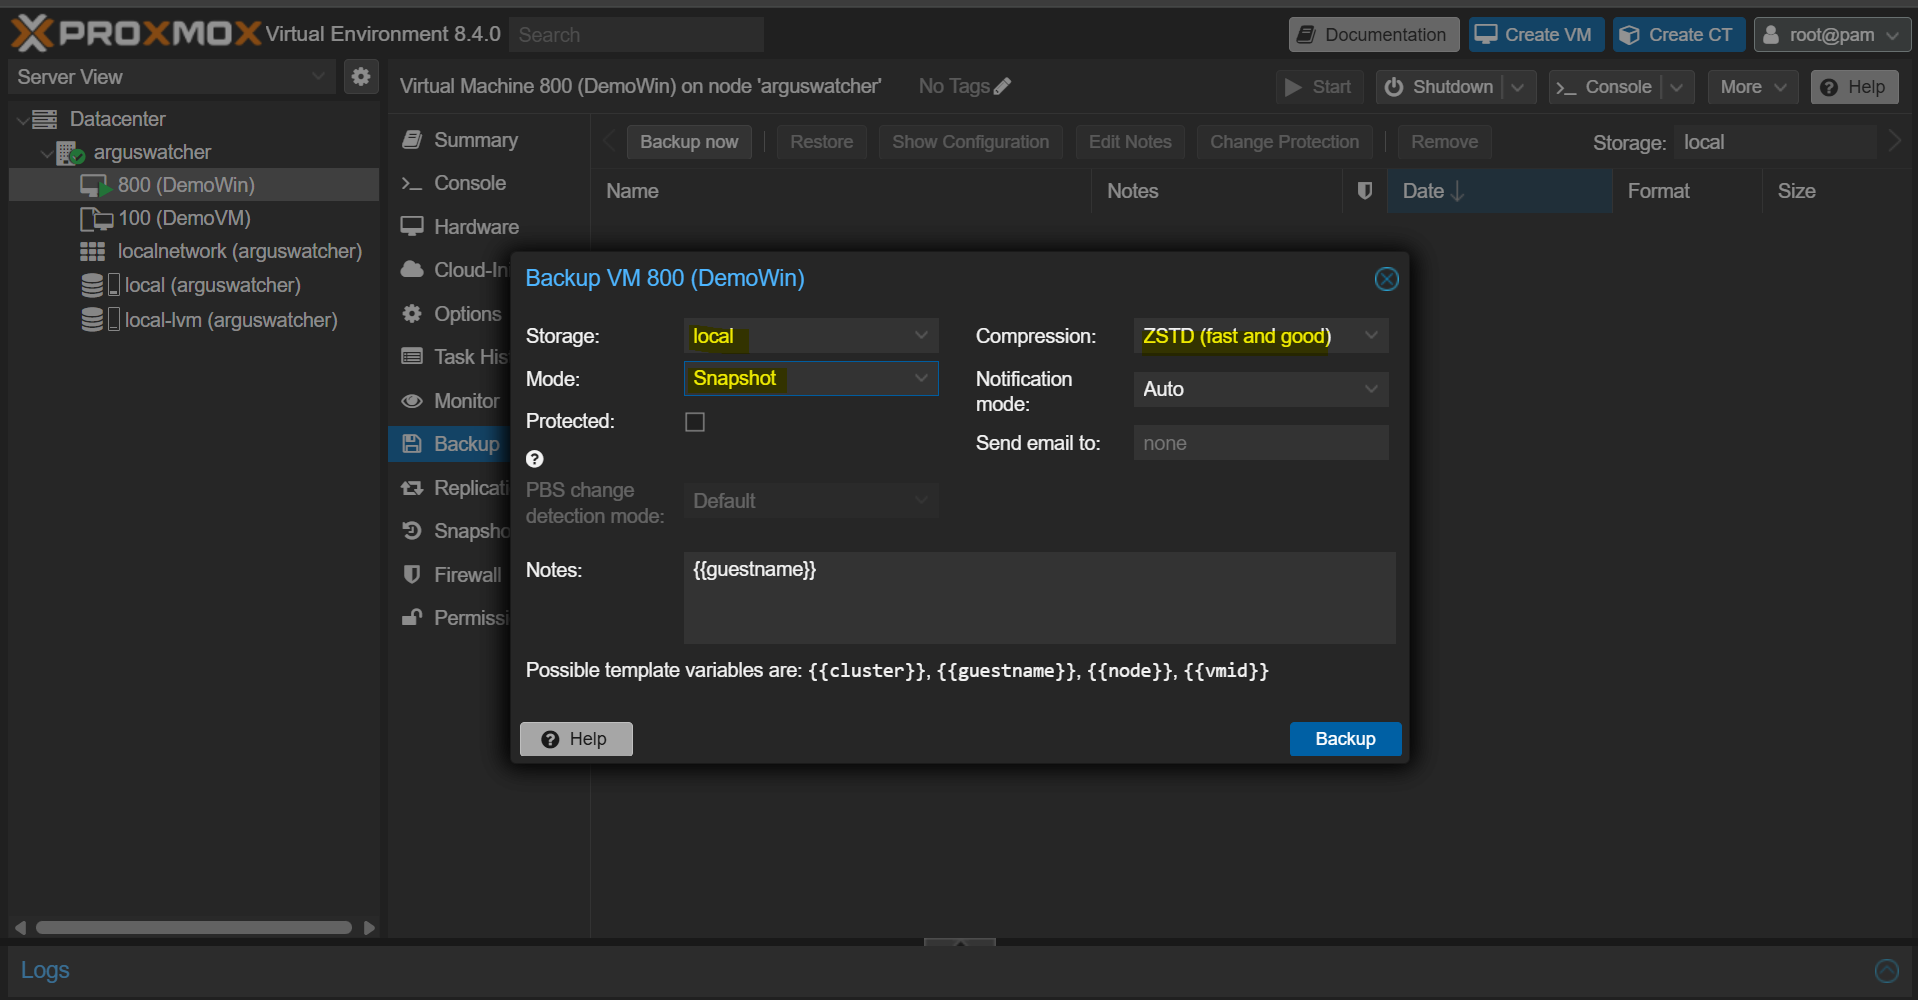 PROXMOX Virtual Environment 8.4.0 Search Documentation Create VM Create CT root@pam
Server View
Virtual Machine 800 (DemoWin) on node 'arguswatcher' No Tags Start Shutdown Console More Help
Datacenter
arguswatcher
800 (DemoWin)
100 (DemoVM)
localnetwork (arguswatcher)
local (arguswatcher)
local-lvm (arguswatcher)
Summary
Console
Hardware
Cloud-In
Options
Task His
Monitor
Backup
Replicati
Snapsho
Firewall
Permissi
Backup now Restore Show Configuration Edit Notes Change Protection Remove Storage: local
Name Notes Date Format Size
Backup VM 800 (DemoWin)
Storage: local
Mode: Snapshot
Protected:
PBS change
detection mode: Default
Compression: ZSTD (fast and good)
Notification
mode: Auto
Send email to: none
Notes: {{guestname}}
Possible template variables are: {{cluster}}, {{guestname}}, {{node}}, {{vmid}}
Help Backup
Logs